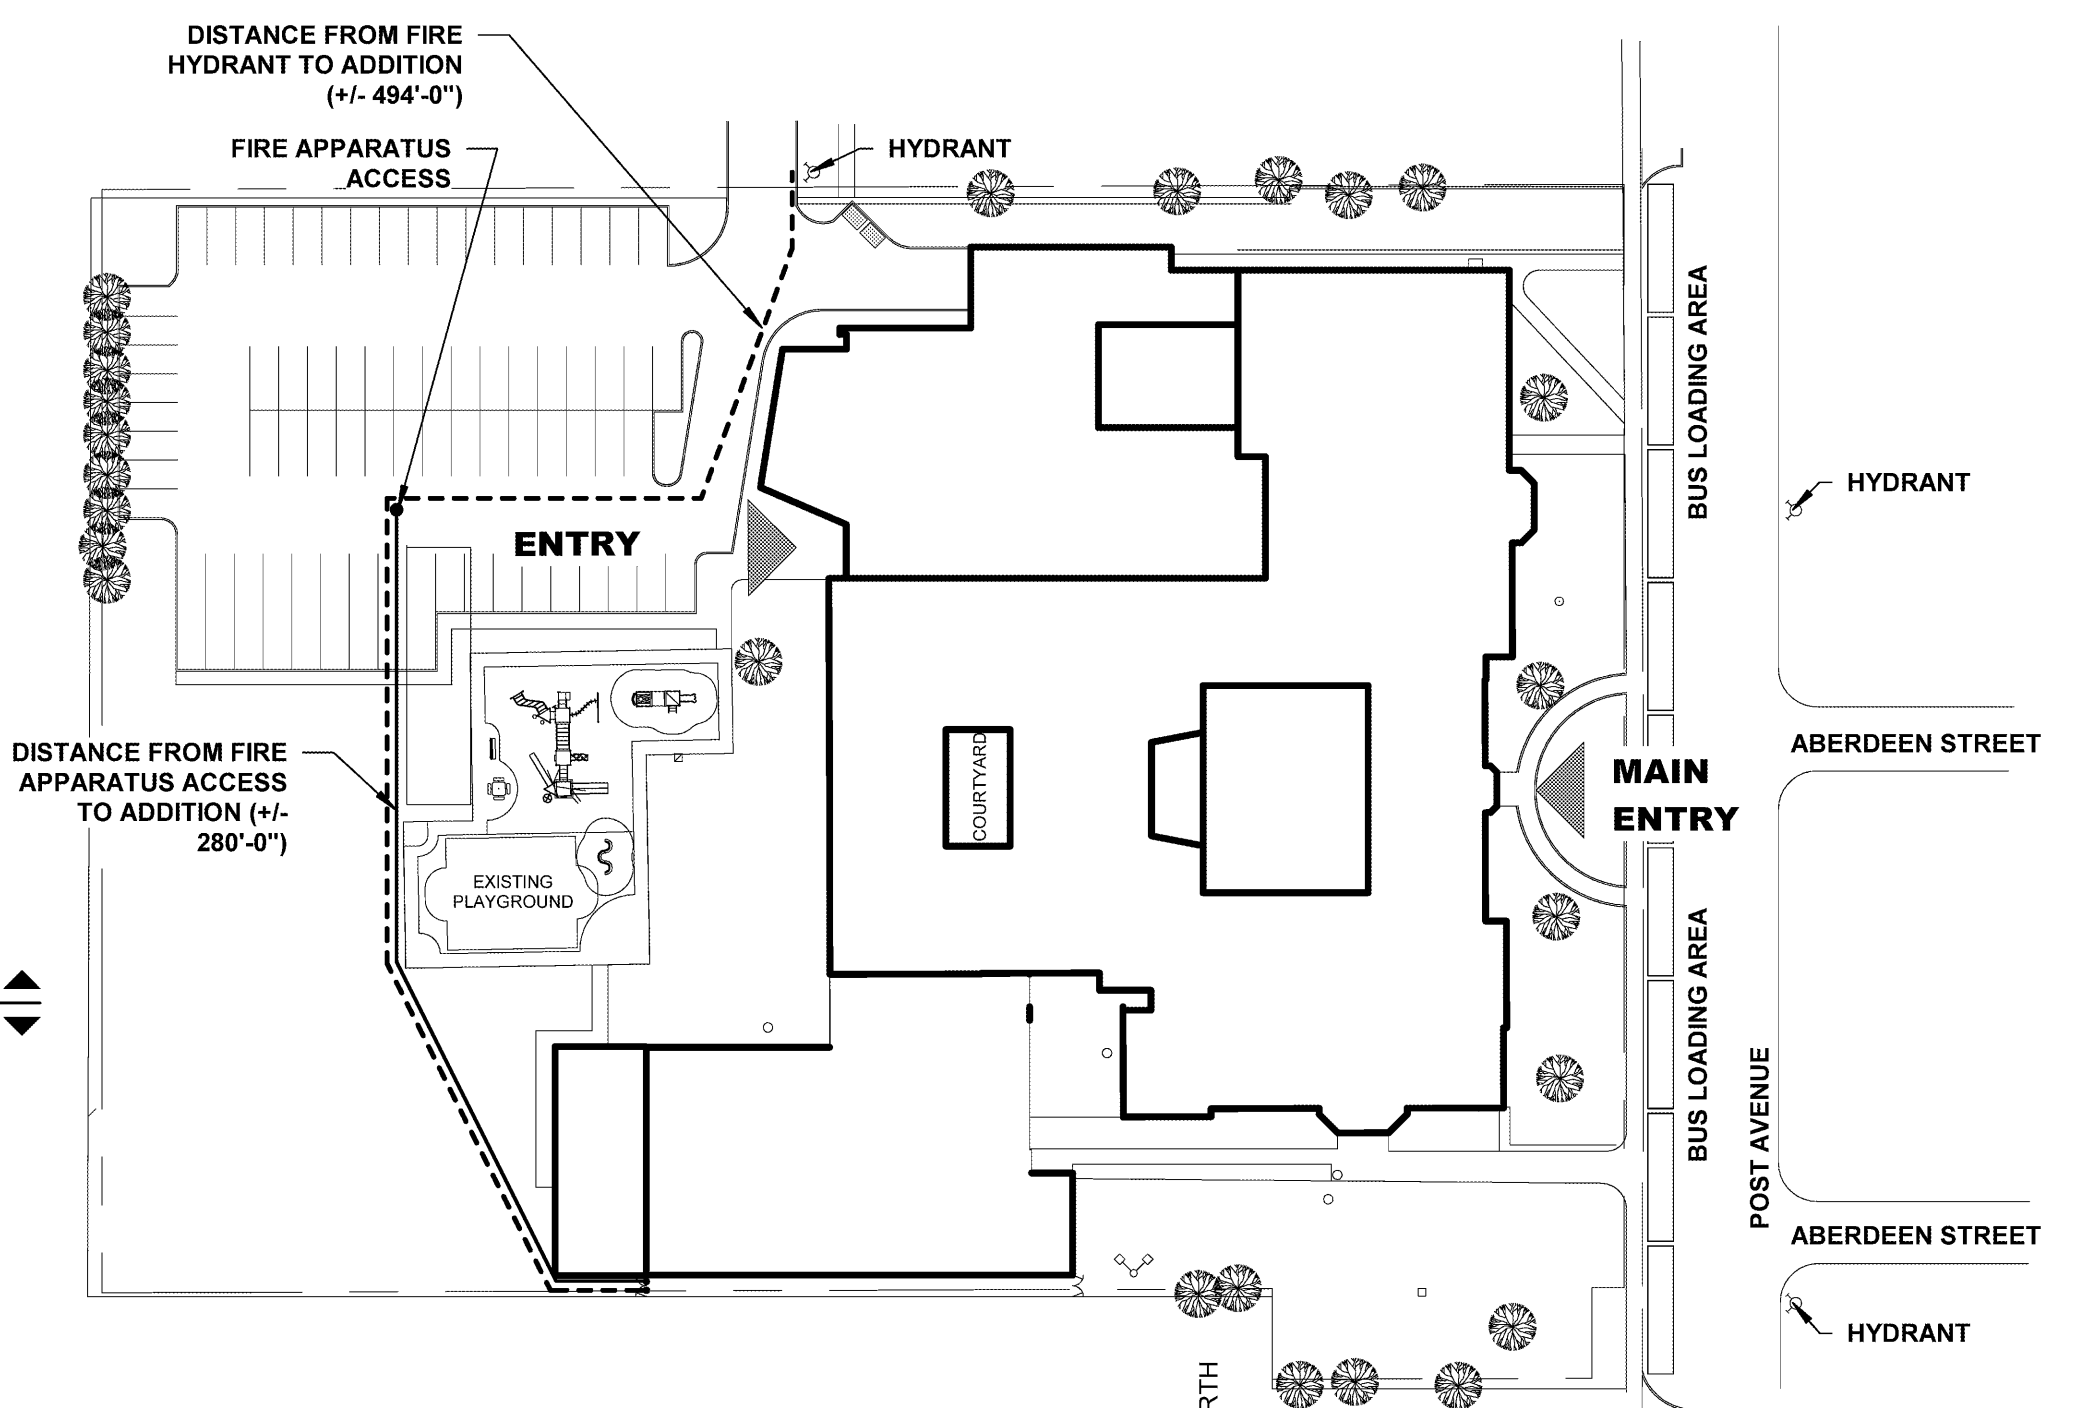 DISTANCE FROM FIRE
HYDRANT TO ADDITION
(+/- 494'-0")
FIRE APPARATUS
ACCESS
HYDRANT
BUS LOADING AREA
HYDRANT
ENTRY
DISTANCE FROM FIRE
APPARATUS ACCESS
TO ADDITION (+/-
280'-0")
COURTYARD
MAIN
ENTRY
ABERDEEN STREET
EXISTING
PLAYGROUND
BUS LOADING AREA
POST AVENUE
ABERDEEN STREET
HYDRANT
RTH